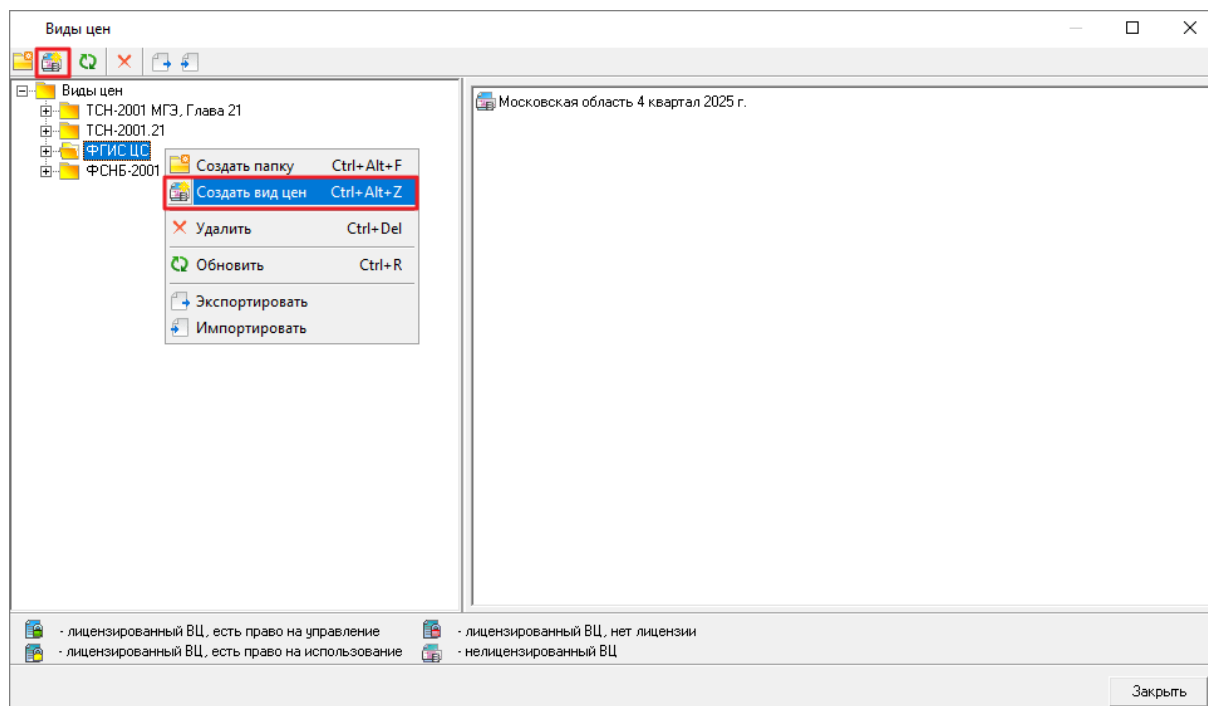 Виды цен
Виды цен
ТСН-2001 МГЭ, Глава 21
ТСН-2001.21
ФГИС ЦС
ФСНБ-2001
Московская область 4 квартал 2025 г.
Создать папку Ctrl+Alt+F
Создать вид цен Ctrl+Alt+Z
Удалить Ctrl+Del
Обновить Ctrl+R
Экспортировать
Импортировать
- лицензированный ВЦ, есть право на управление
- лицензированный ВЦ, нет лицензии
- лицензированный ВЦ, есть право на использование
- нелицензированный ВЦ
Закрыть